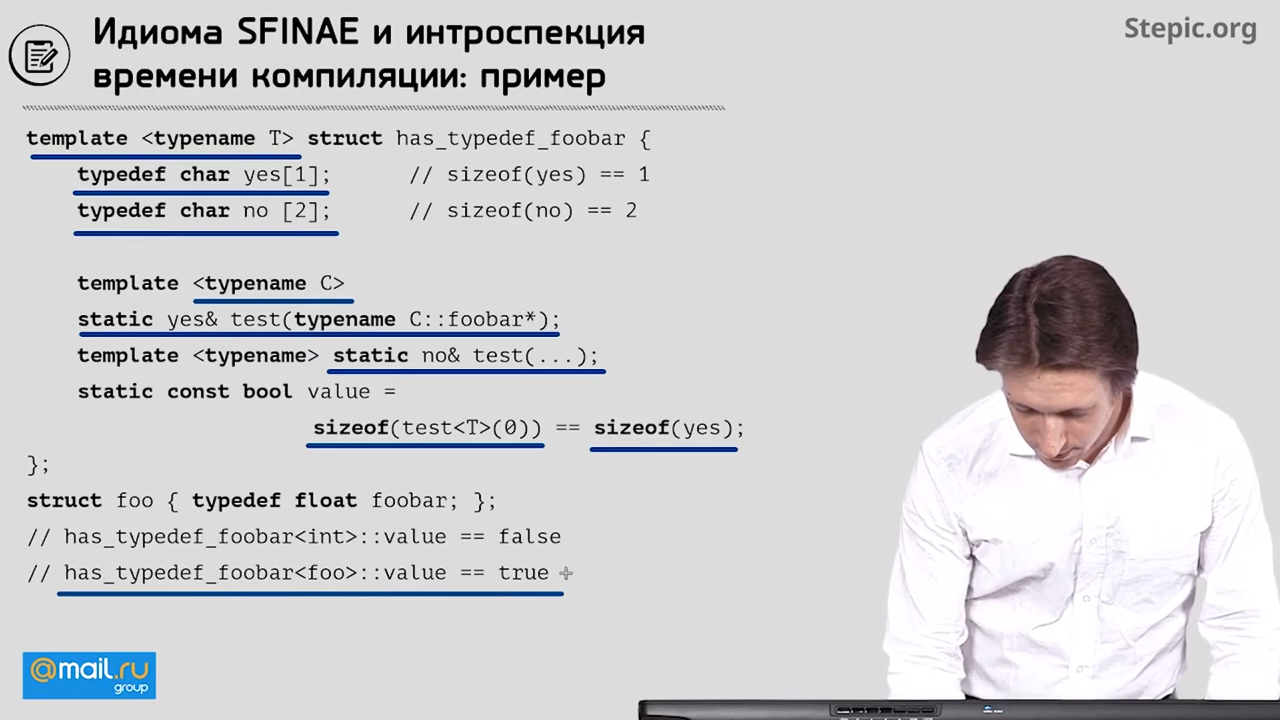 Идиома SFINAE и интроспекция
времени компиляции: пример
Stepic.org
template <typename T> struct has_typedef_foobar {
typedef char yes[1]; // sizeof(yes) == 1
typedef char no [2]; // sizeof(no) == 2
template <typename C>
static yes& test(typename C::foobar*);
template <typename> static no& test(...);
static const bool value =
sizeof(test<T>(0)) == sizeof(yes);
};
struct foo { typedef float foobar; };
// has_typedef_foobar<int>::value == false
// has_typedef_foobar<foo>::value == true
@mail.ru
group